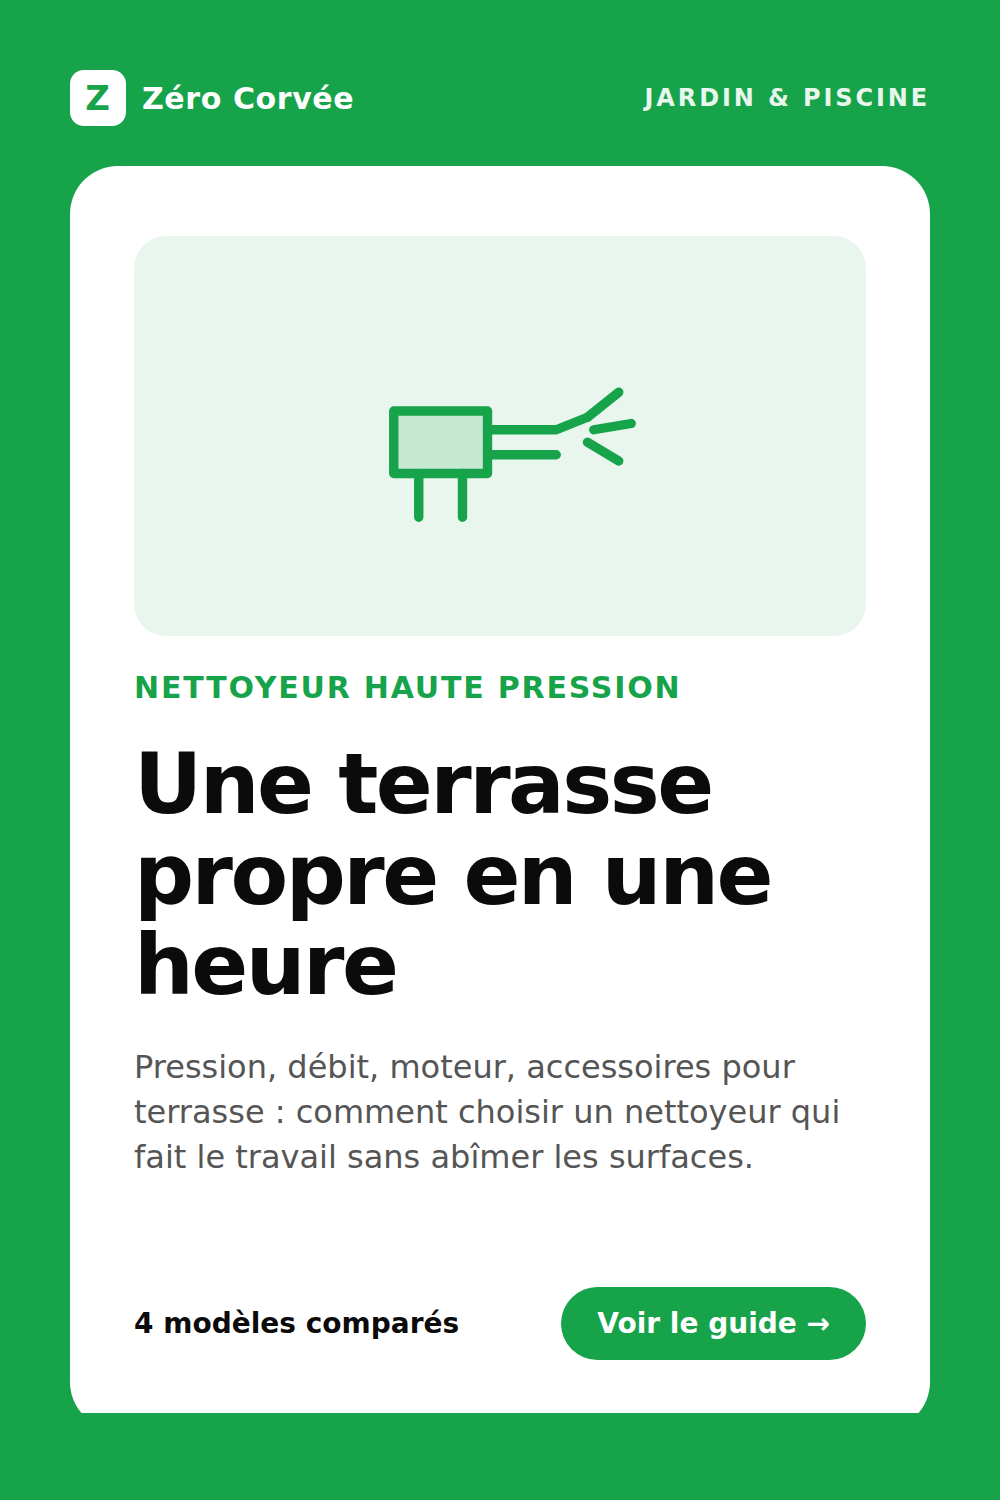 Z Zéro Corvée
JARDIN & PISCINE
NETTOYEUR HAUTE PRESSION
Une terrasse
propre en une
heure
Pression, débit, moteur, accessoires pour
terrasse : comment choisir un nettoyeur qui
fait le travail sans abîmer les surfaces.
4 modèles comparés
Voir le guide →